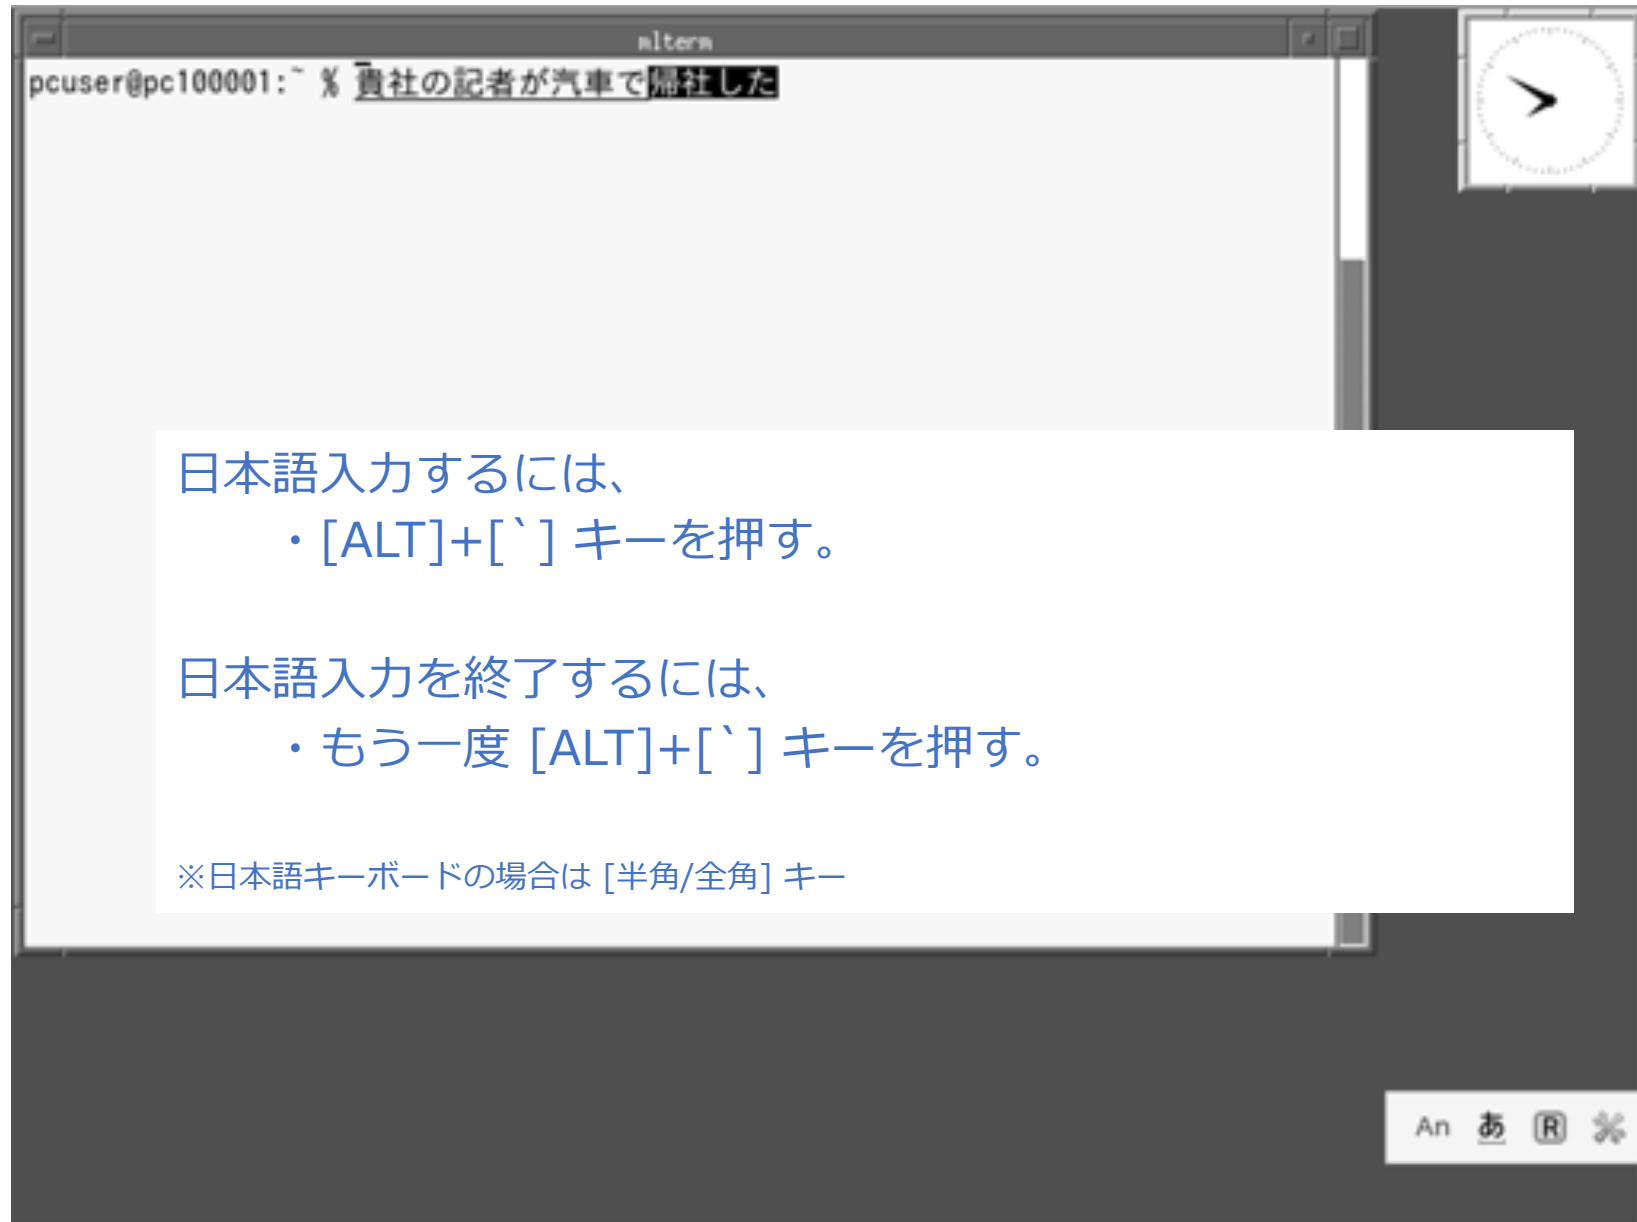 mlterm
pcuser@pc100001:~ % 貴社の記者が汽車で帰社した
日本語入力するには、
・[ALT]+[`] キーを押す。
日本語入力を終了するには、
・もう一度 [ALT]+[`] キーを押す。
※日本語キーボードの場合は [半角/全角] キー
An あ R